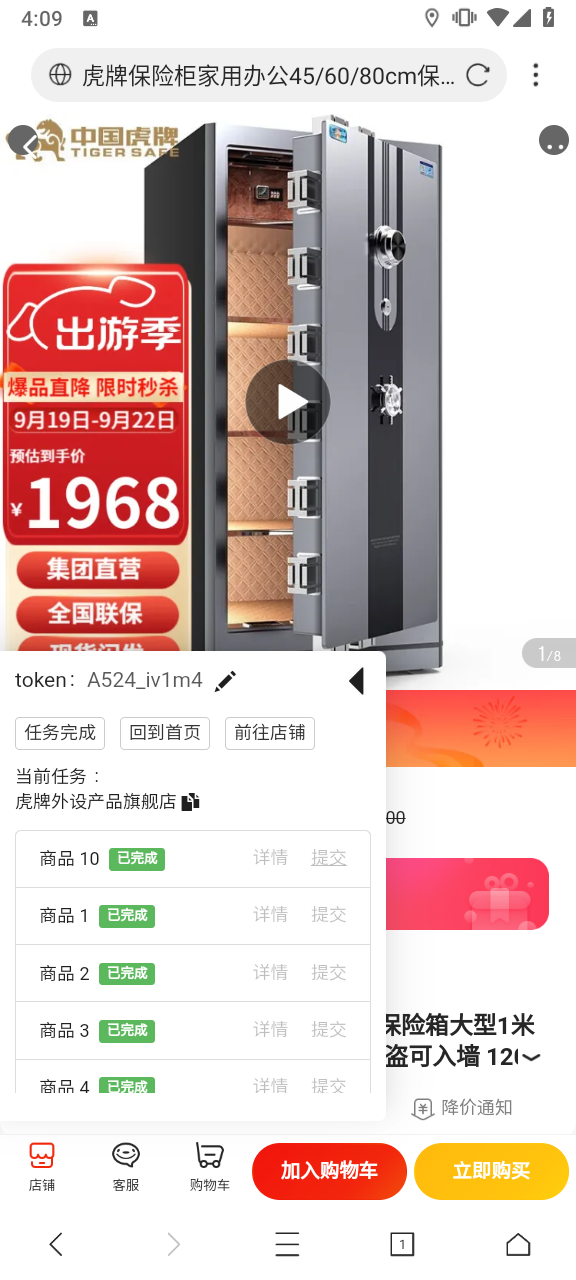 4:09
A
虎牌保险柜家用办公45/60/80cm保...
中国虎牌
TIGER SAFE
出游季
爆品直降 限时秒杀
9月19日-9月22日
预估到手价
¥1968
集团直营
全国联保
现货闪发
1/8
token: A524_iv1m4
任务完成 回到首页 前往店铺
当前任务：
虎牌外设产品旗舰店
00
商品 10 已完成 详情 提交
商品 1 已完成 详情 提交
商品 2 已完成 详情 提交
商品 3 已完成 详情 提交
保险箱大型1米
盗可入墙 120
商品 4 已完成 详情 提交
降价通知
店铺 客服 购物车 加入购物车 立即购买
1